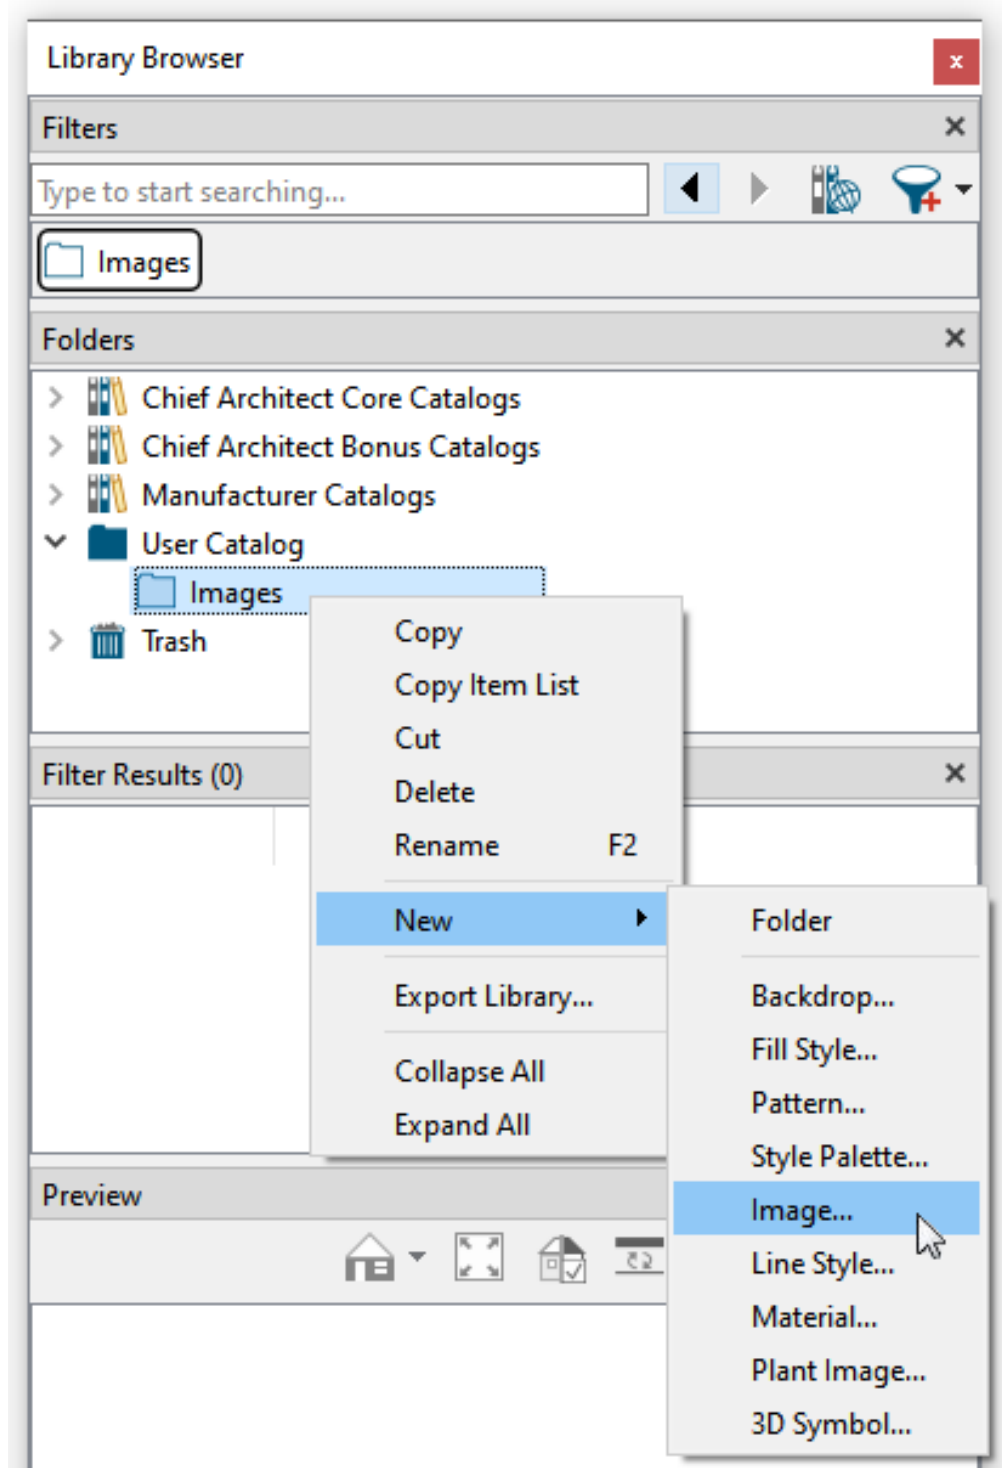 Library Browser
x
Filters
Type to start searching...
Images
Folders
Chief Architect Core Catalogs
Chief Architect Bonus Catalogs
Manufacturer Catalogs
User Catalog
Images
Trash
Copy
Copy Item List
Cut
Delete
Rename F2
New
Export Library...
Collapse All
Expand All
Filter Results (0)
Folder
Backdrop...
Fill Style...
Pattern...
Style Palette...
Image...
Line Style...
Material...
Plant Image...
3D Symbol...
Preview